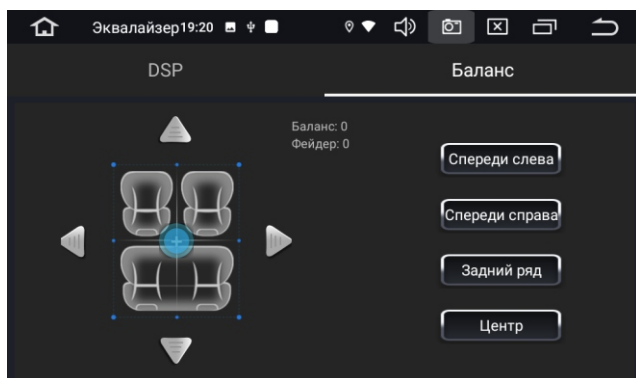 Эквалайзер19:20
DSP
Баланс
Баланс: 0
Фейдер: 0
Спереди слева
Спереди справа
Задний ряд
Центр